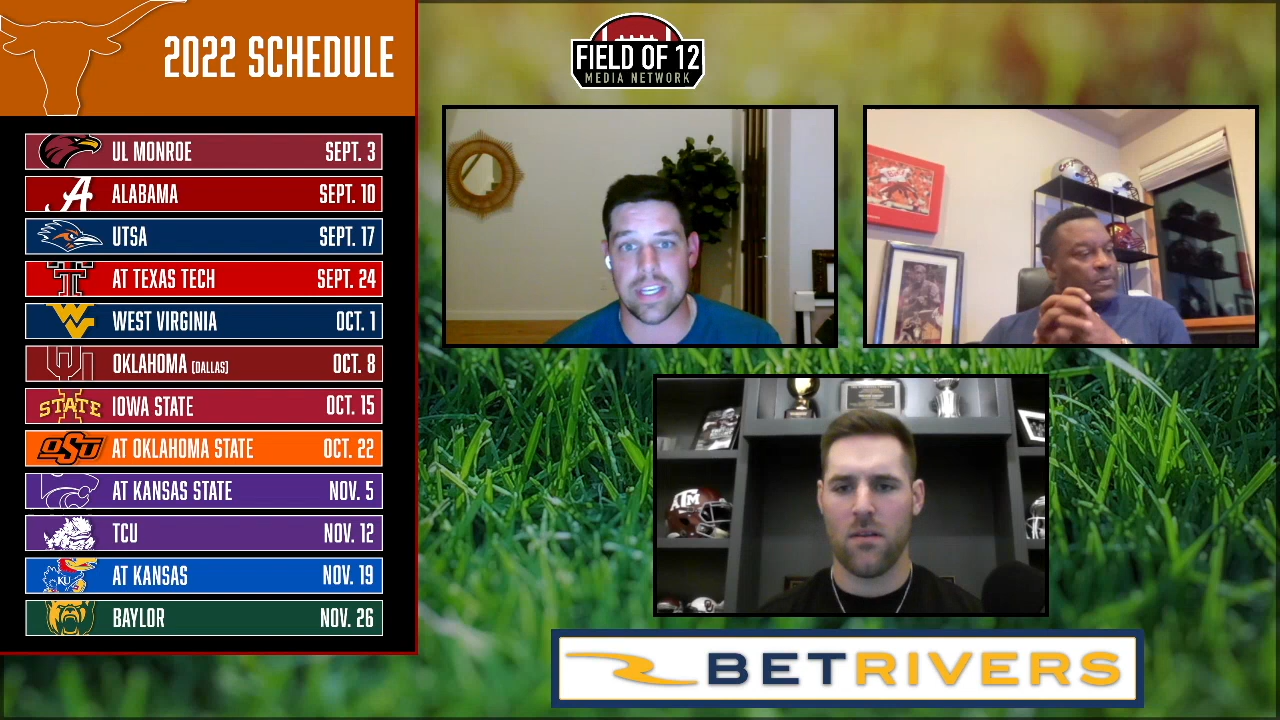 2022 SCHEDULE
UL MONROE SEPT. 3
A ALABAMA SEPT. 10
UTSA SEPT. 17
AT TEXAS TECH SEPT. 24
WV WEST VIRGINIA OCT. 1
OU OKLAHOMA (DALLAS) OCT. 8
STATE IOWA STATE OCT. 15
OSU AT OKLAHOMA STATE OCT. 22
AT KANSAS STATE NOV. 5
TCU NOV. 12
KU AT KANSAS NOV. 19
BAYLOR NOV. 26
FIELD OF 12
MEDIA NETWORK
ATM
BETRIVERS